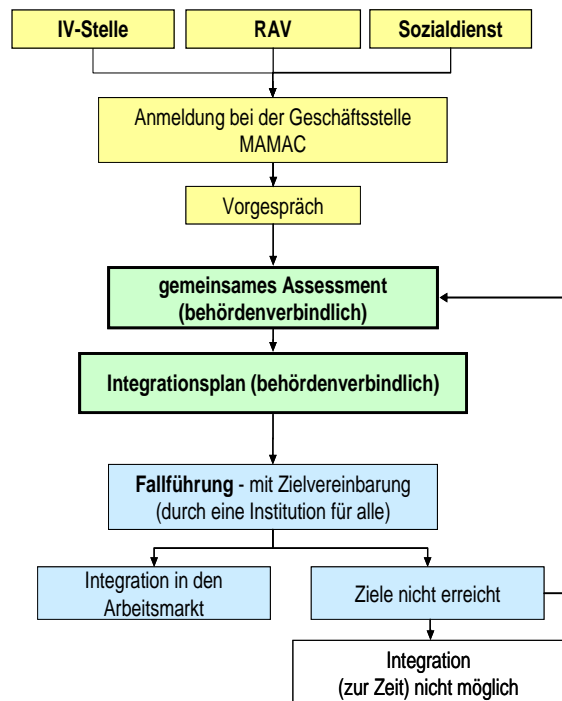 IV-Stelle
RAV
Sozialdienst
Anmeldung bei der Geschäftsstelle
MAMAC
Vorgespräch
gemeinsames Assessment
(behördenverbindlich)
Integrationsplan (behördenverbindlich)
Fallführung - mit Zielvereinbarung
(durch eine Institution für alle)
Integration in den
Arbeitsmarkt
Ziele nicht erreicht
Integration
(zur Zeit) nicht möglich